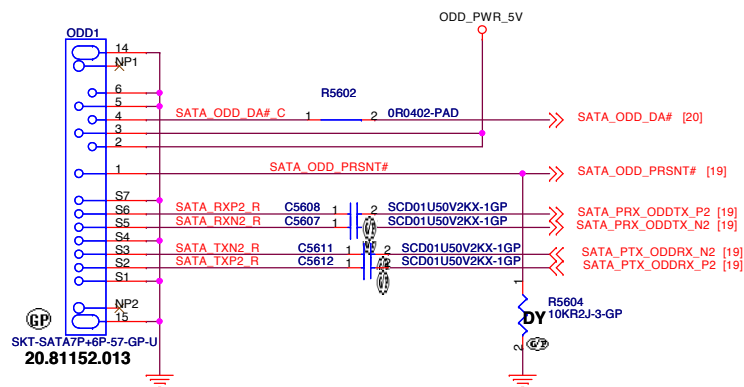 ODD_PWR_5V
ODD1
14
NP1
R5602
6
5
4 SATA_ODD_DA#_C 1 2 0R0402-PAD SATA_ODD_DA# [20]
3
2
1 SATA_ODD_PRSNT# SATA_ODD_PRSNT# [19]
S7
S6 SATA_RXP2_R C5608 1 2 SCD01U50V2KX-1GP SATA_PRX_ODDTX_P2 [19]
S5 SATA_RXN2_R C5607 1 2 SCD01U50V2KX-1GP SATA_PRX_ODDTX_N2 [19]
S4
S3 SATA_TXN2_R C5611 1 2 SCD01U50V2KX-1GP SATA_PTX_ODDRX_N2 [19]
S2 SATA_TXP2_R C5612 1 2 SCD01U50V2KX-1GP SATA_PTX_ODDRX_P2 [19]
S1
1
NP2
R5604
GP 15 DY 10KR2J-3-GP
SKT-SATA7P+6P-57-GP-U
2 GP
20.81152.013